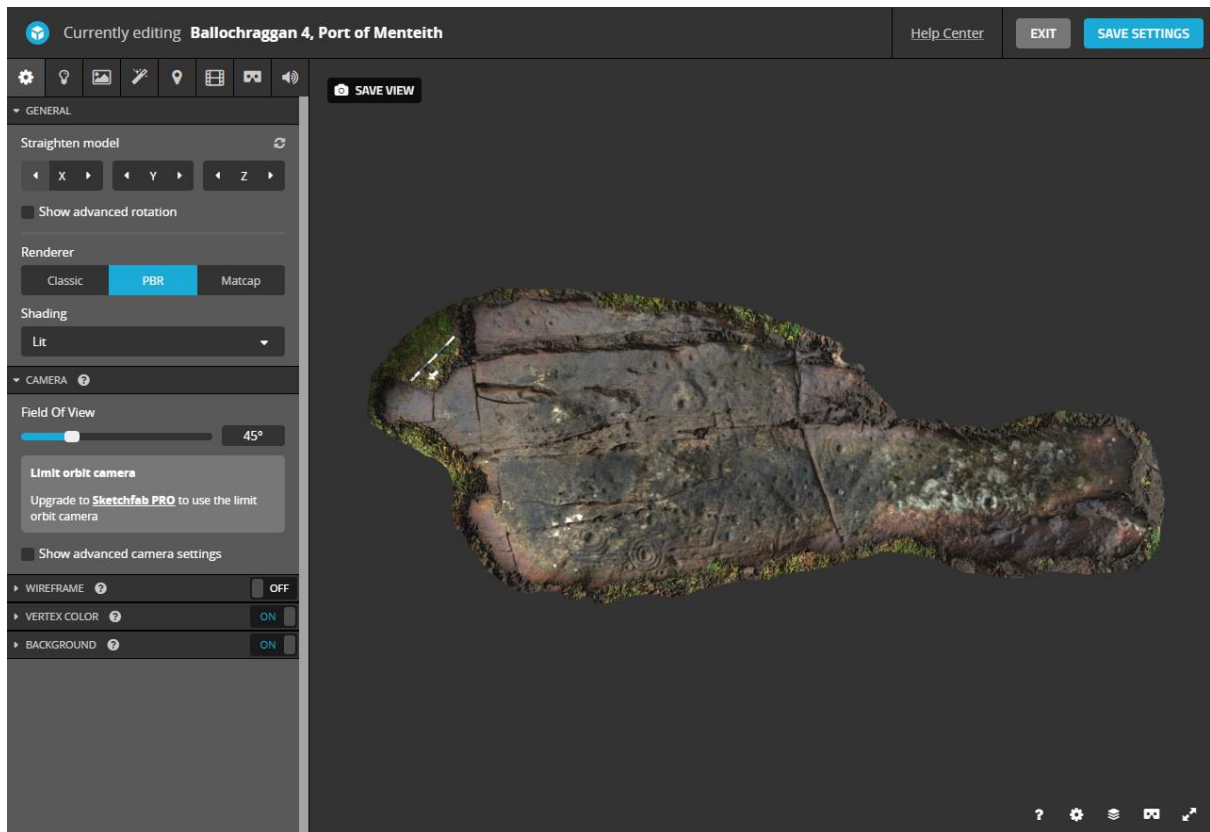 Currently editing Ballochraggan 4, Port of Menteith
Help Center
EXIT
SAVE SETTINGS
SAVE VIEW
GENERAL
Straighten model
X Y Z
Show advanced rotation
Renderer
Classic PBR Matcap
Shading
Lit
CAMERA ?
Field Of View
45°
Limit orbit camera
Upgrade to Sketchfab PRO to use the limit
orbit camera
Show advanced camera settings
WIREFRAME ? OFF
VERTEX COLOR ? ON
BACKGROUND ? ON
?